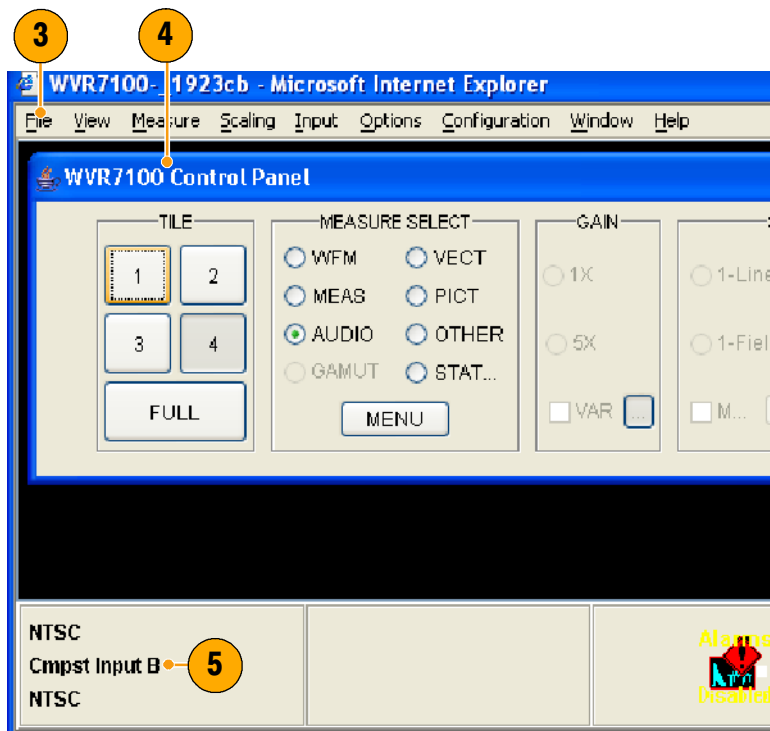 3 4
WVR7100-_1923cb - Microsoft Internet Explorer
File View Measure Scaling Input Options Configuration Window Help
WVR7100 Control Panel
TILE MEASURE SELECT GAIN
WFM VECT 1X 1-Line
1 2
MEAS PICT
AUDIO OTHER 5X 1-Fiel
3 4
GAMUT STAT...
FULL MENU VAR ... M...
NTSC
Cmpst Input B 5
NTSC
Alarms
Disabled